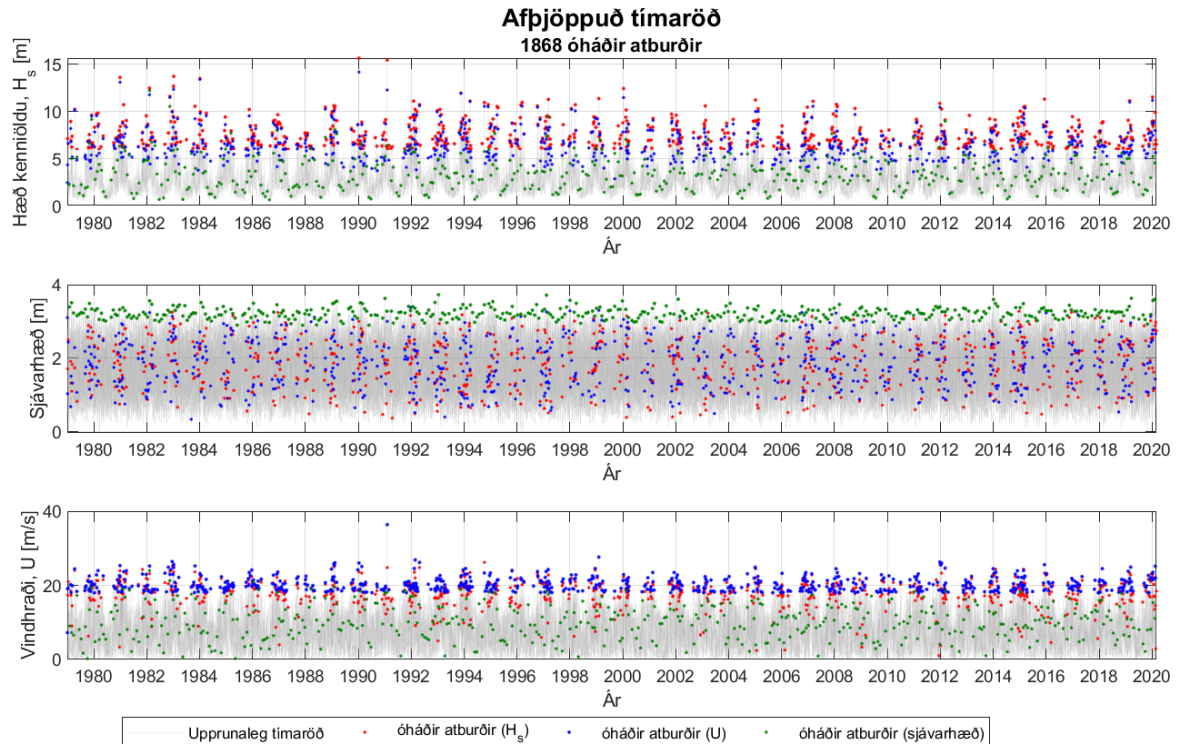 Afþjöppuð tímaröð
1868 óháðir atburðir
Hæð kenniöldu, H_s [m]
15
10
5
0
1980 1982 1984 1986 1988 1990 1992 1994 1996 1998 2000 2002 2004 2006 2008 2010 2012 2014 2016 2018 2020
Ár
Sjávarhæð [m]
4
2
0
1980 1982 1984 1986 1988 1990 1992 1994 1996 1998 2000 2002 2004 2006 2008 2010 2012 2014 2016 2018 2020
Ár
Vindhraði, U [m/s]
40
20
0
1980 1982 1984 1986 1988 1990 1992 1994 1996 1998 2000 2002 2004 2006 2008 2010 2012 2014 2016 2018 2020
Ár
Upprunaleg tímaröð óháðir atburðir (H_s) óháðir atburðir (U) óháðir atburðir (sjávarhæð)